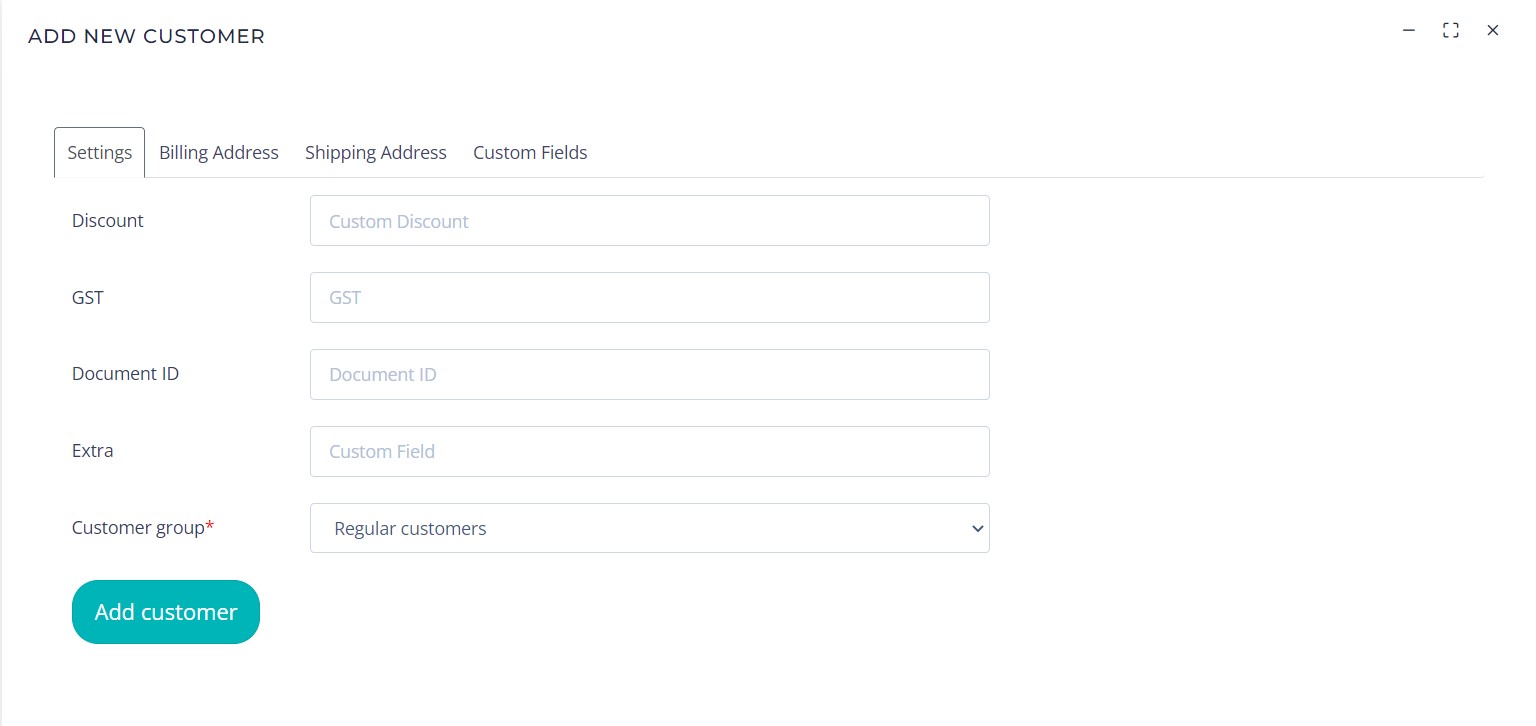 ADD NEW CUSTOMER
Settings Billing Address Shipping Address Custom Fields
Discount Custom Discount
GST GST
Document ID Document ID
Extra Custom Field
Customer group* Regular customers
Add customer